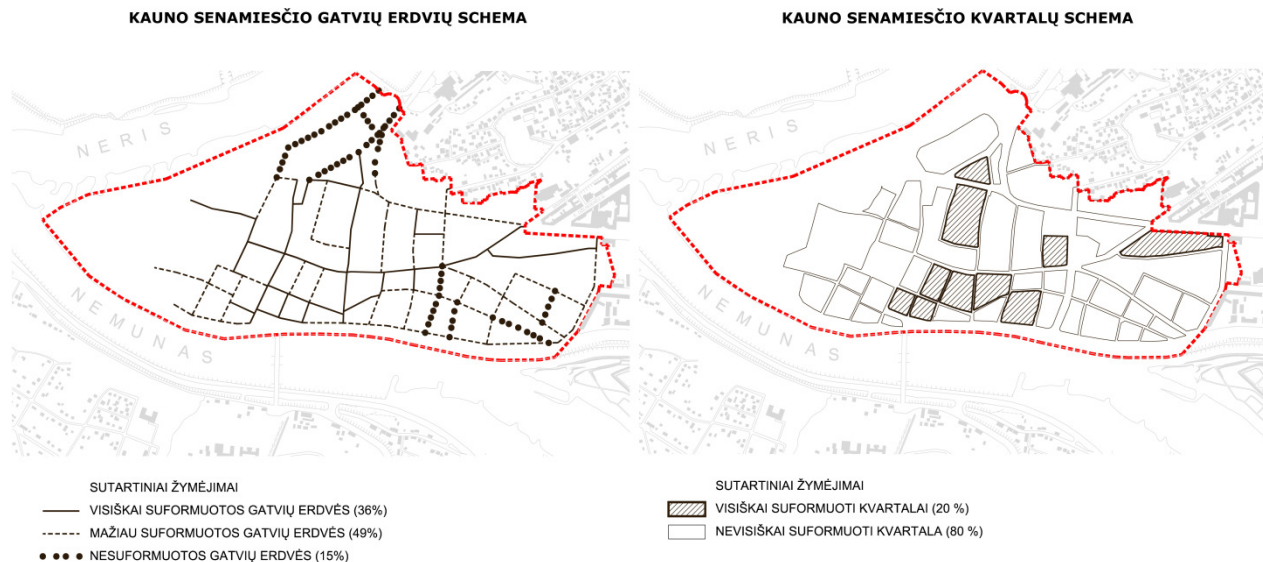 KAUNO SENAMIESČIO GATVIŲ ERDVIŲ SCHEMA
NERIS
NEMUNAS
SUTARTINIAI ŽYMĖJIMAI
VISIŠKAI SUFORMUOTOS GATVIŲ ERDVĖS (36%)
MAŽIAU SUFORMUOTOS GATVIŲ ERDVĖS (49%)
NESUFORMUOTOS GATVIŲ ERDVĖS (15%)
KAUNO SENAMIESČIO KVARTALŲ SCHEMA
NERIS
NEMUNAS
SUTARTINIAI ŽYMĖJIMAI
VISIŠKAI SUFORMUOTI KVARTALAI (20 %)
NEVISIŠKAI SUFORMUOTI KVARTALA (80 %)